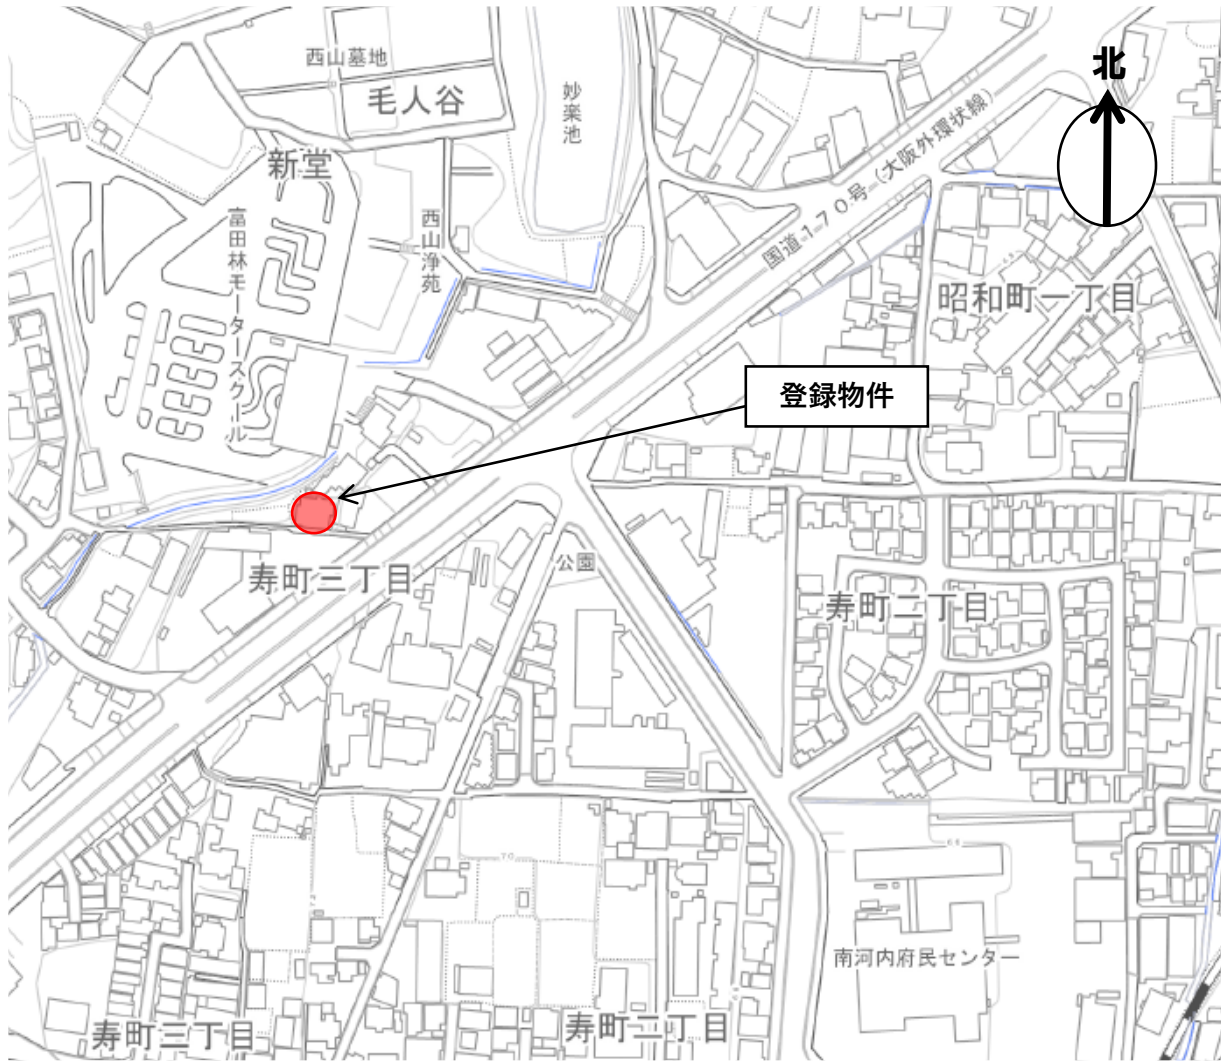 西山墓地
毛人谷
妙楽池
北
新堂
国道170号(大阪外環状線)
富田林モータースクール
西山浄苑
昭和町一丁目
登録物件
公園
寿町三丁目
寿町二丁目
70
68
南河内府民センター
寿町三丁目
寿町二丁目